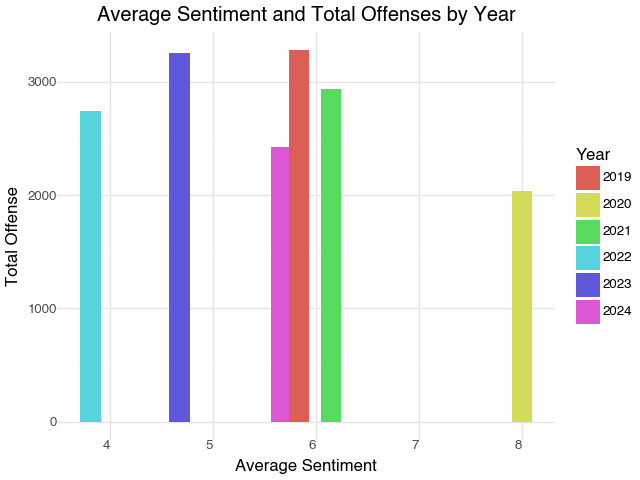 Average Sentiment and Total Offenses by Year
Total Offense
3000
2000
1000
0
4 5 6 7 8
Average Sentiment
Year
2019
2020
2021
2022
2023
2024